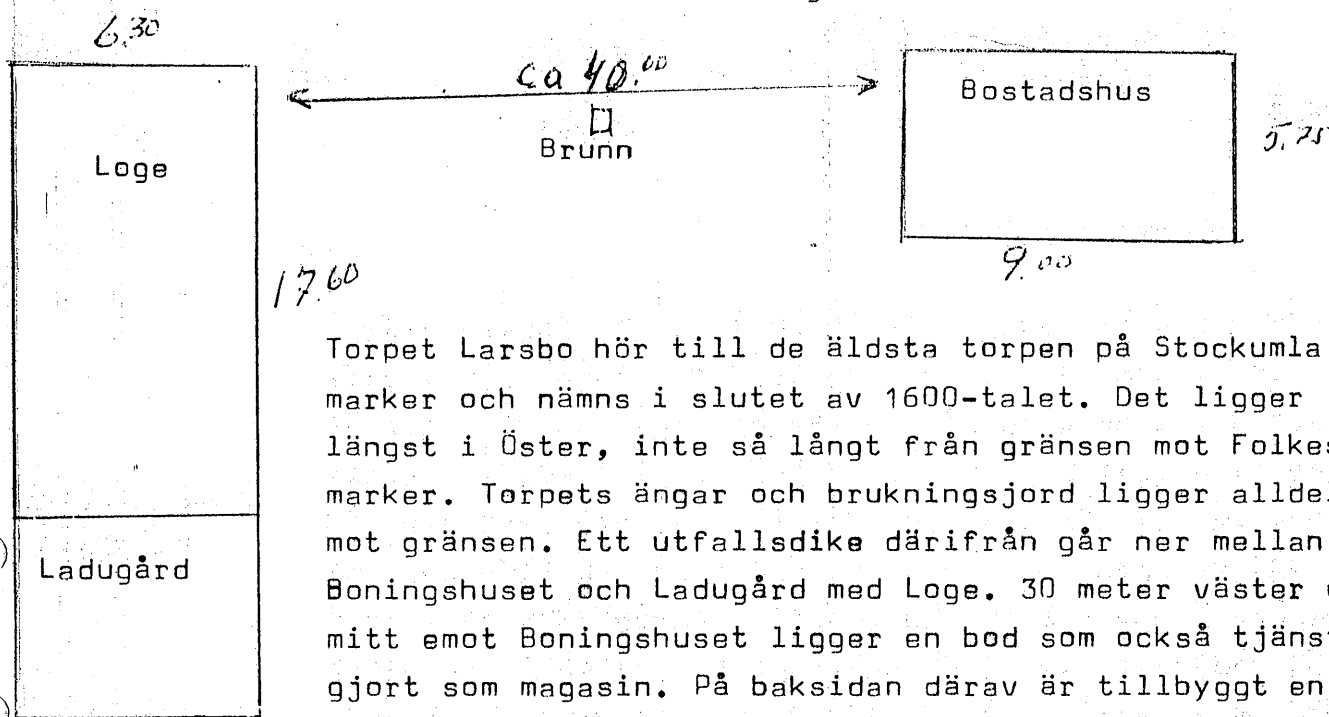 6.30
ca 40.00
Bostadshus
Brunn
5.75
Loge
9.00
17.60
Torpet Larsbo hör till de äldsta torpen på Stockumla
marker och nämns i slutet av 1600-talet. Det ligger
längst i Öster, inte så långt från gränsen mot Folkes
marker. Torpets ängar och brukningsjord ligger allde
mot gränsen. Ett utfallsdike därifrån går ner mellan
Ladugård
Boningshuset och Ladugård med Loge. 30 meter väster
mitt emot Boningshuset ligger en bod som också tjänst
gjort som magasin. På baksidan därav är tillbyggt en